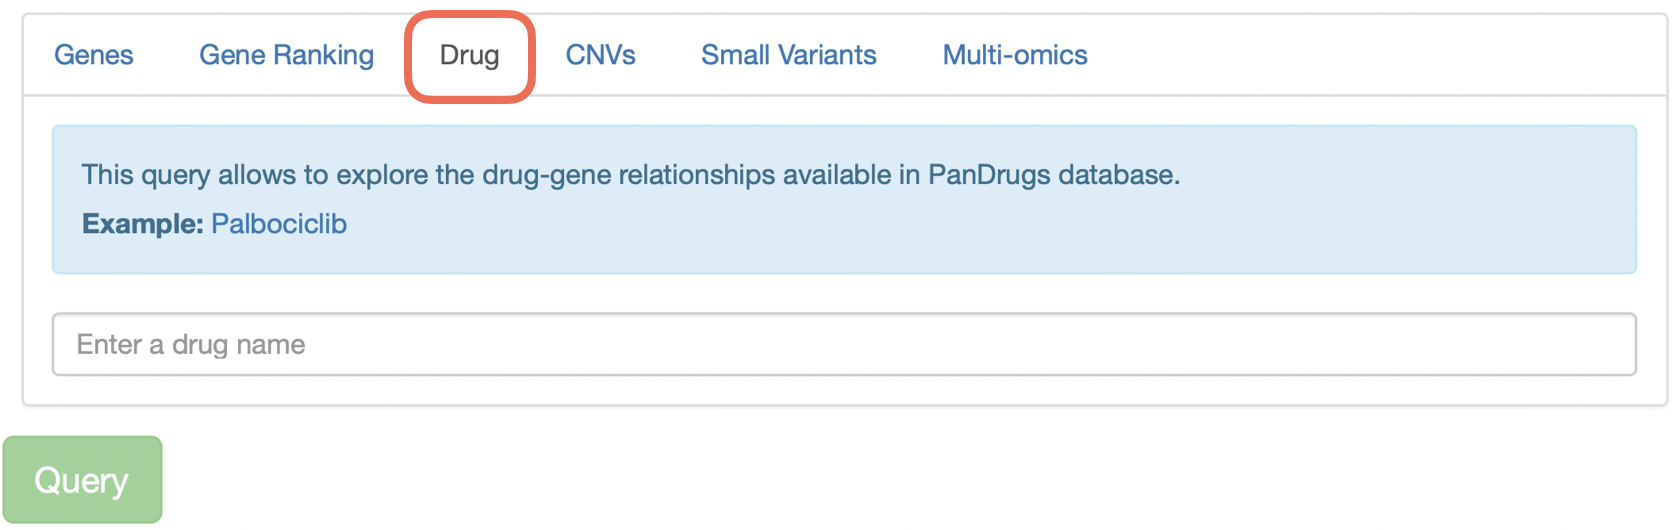 Genes Gene Ranking Drug CNVs Small Variants Multi-omics
This query allows to explore the drug-gene relationships available in PanDrugs database.
Example: Palbociclib
Enter a drug name
Query